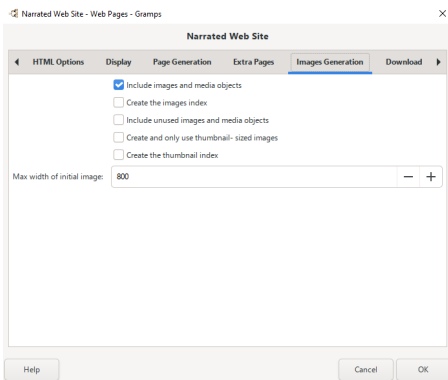 Narrated Web Site - Web Pages - Gramps
Narrated Web Site
HTML Options Display Page Generation Extra Pages Images Generation Download
Include images and media objects
Create the images index
Include unused images and media objects
Create and only use thumbnail- sized images
Create the thumbnail index
Max width of initial image: 800
Help Cancel OK